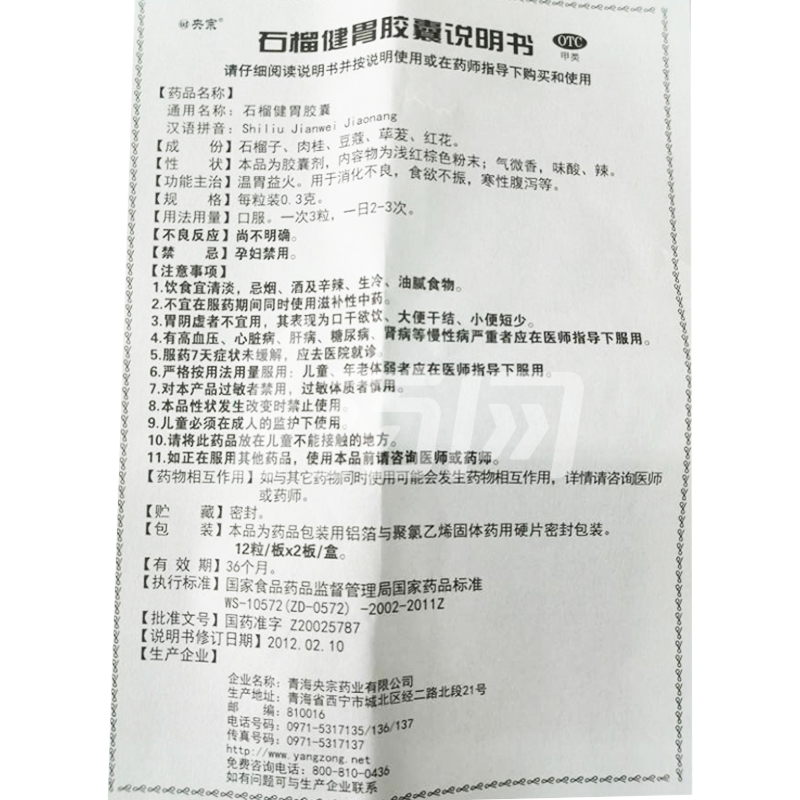 央宗®
石榴健胃胶囊说明书
OTC
甲类
请仔细阅读说明书并按说明使用或在药师指导下购买和使用
【药品名称】
通用名称：石榴健胃胶囊
汉语拼音：Shiliu Jianwei Jiaonang
【成　份】石榴子、肉桂、豆蔻、荜茇、红花。
【性　状】本品为胶囊剂，内容物为浅红棕色粉末；气微香，味酸、辣。
【功能主治】温胃益火。用于消化不良，食欲不振，寒性腹泻等。
【规　格】每粒装0.3克。
【用法用量】口服。一次3粒，一日2-3次。
【不良反应】尚不明确。
【禁　忌】孕妇禁用。
【注意事项】
1.饮食宜清淡，忌烟、酒及辛辣、生冷、油腻食物。
2.不宜在服药期间同时使用滋补性中药。
3.胃阴虚者不宜用，其表现为口干欲饮、大便干结、小便短少。
4.有高血压、心脏病、肝病、糖尿病、肾病等慢性病严重者应在医师指导下服用。
5.服药7天症状未缓解，应去医院就诊。
6.严格按用法用量服用；儿童、年老体弱者应在医师指导下服用。
7.对本产品过敏者禁用，过敏体质者慎用。
8.本品性状发生改变时禁止使用。
9.儿童必须在成人的监护下使用。
10.请将此药品放在儿童不能接触的地方。
11.如正在服用其他药品，使用本品前请咨询医师或药师。
【药物相互作用】如与其它药物同时使用可能会发生药物相互作用，详情请咨询医师
或药师。
【贮　藏】密封。
【包　装】本品为药品包装用铝箔与聚氯乙烯固体药用硬片密封包装。
12粒/板x2板/盒。
【有 效 期】36个月。
【执行标准】国家食品药品监督管理局国家药品标准
WS-10572(ZD-0572) -2002-2011Z
【批准文号】国药准字 Z20025787
【说明书修订日期】2012.02.10
【生产企业】
企业名称：青海央宗药业有限公司
生产地址：青海省西宁市城北区经二路北段21号
邮　编：810016
电话号码：0971-5317135/136/137
传真号码：0971-5317137
http://www.yangzong.net
免费咨询电话：800-810-0436
如有问题可与生产企业联系